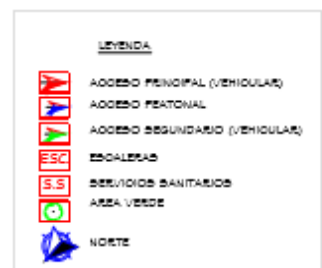 LEYENDA
ACCESO PRINCIPAL (VEHICULAR)
ACCESO PEATONAL
ACCESO SEGUNDARIO (VEHICULAR)
ESC. ESCALERAS
S.S SERVICIOS SANITARIOS
AREA VERDE
NORTE